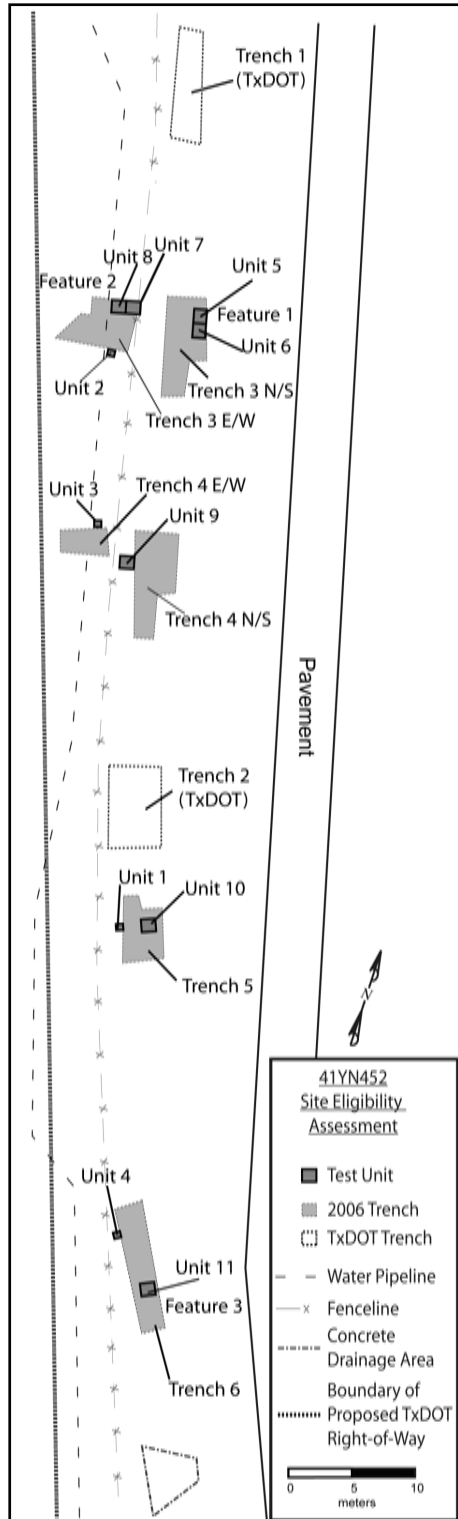 Trench 1
(TxDOT)
Unit 7
Unit 8
Feature 2
Unit 5
Feature 1
Unit 6
Unit 2
Trench 3 N/S
Trench 3 E/W
Trench 4 E/W
Unit 3
Unit 9
Trench 4 N/S
Pavement
Trench 2
(TxDOT)
Unit 1
Unit 10
Trench 5
N
Unit 4
Unit 11
Feature 3
Trench 6
41YN452
Site Eligibility
Assessment
Test Unit
2006 Trench
TxDOT Trench
Water Pipeline
Fenceline
Concrete
Drainage Area
Boundary of
Proposed TxDOT
Right-of-Way
0 5 10
meters